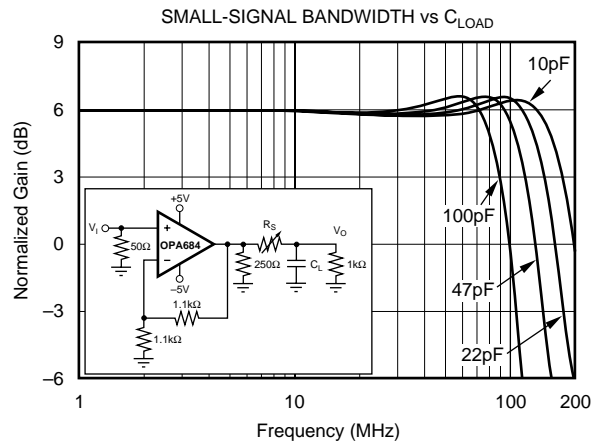 SMALL-SIGNAL BANDWIDTH vs CLOAD
9
6
3
0
–3
–6
Normalized Gain (dB)
10pF
100pF
47pF
22pF
+5V
VI
+
OPA684
–
50Ω
–5V
RS
VO
250Ω
CL
1kΩ
1.1kΩ
1.1kΩ
1
10
100
200
Frequency (MHz)